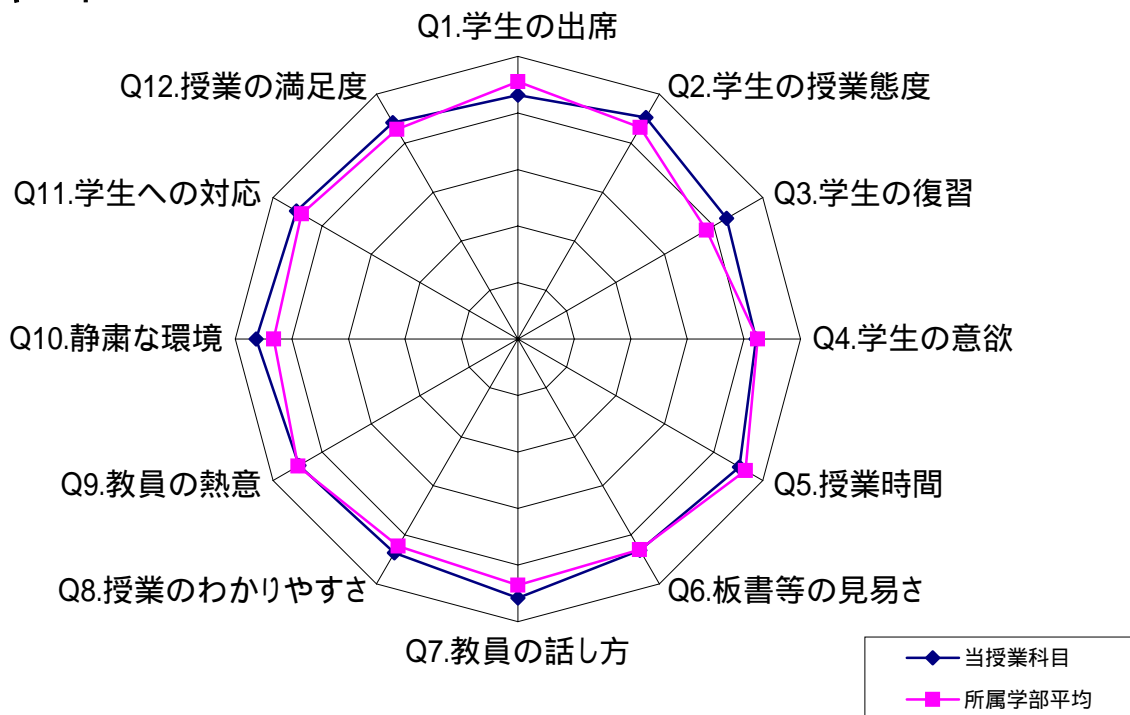 Q1.学生の出席
Q2.学生の授業態度
Q3.学生の復習
Q4.学生の意欲
Q5.授業時間
Q6.板書等の見易さ
Q7.教員の話し方
Q8.授業のわかりやすさ
Q9.教員の熱意
Q10.静粛な環境
Q11.学生への対応
Q12.授業の満足度
当授業科目
所属学部平均